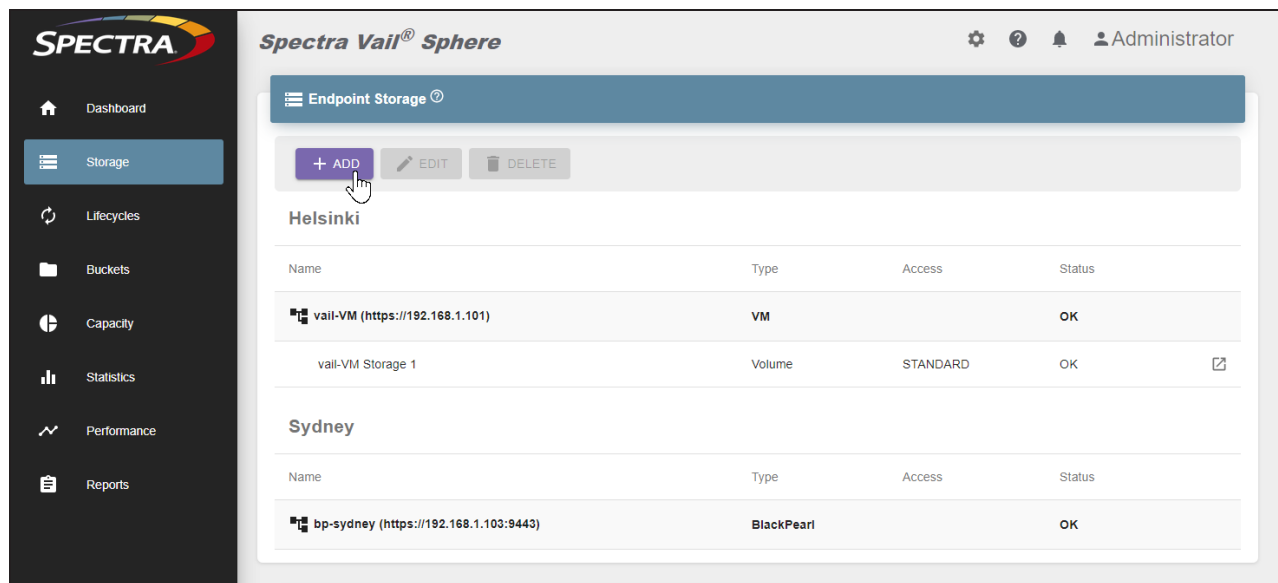 SPECTRA
Spectra Vail® Sphere
Administrator
Dashboard
Storage
Lifecycles
Buckets
Capacity
Statistics
Performance
Reports
Endpoint Storage
+ ADD
EDIT
DELETE
Helsinki
Name Type Access Status
vail-VM (https://192.168.1.101) VM OK
vail-VM Storage 1 Volume STANDARD OK
Sydney
Name Type Access Status
bp-sydney (https://192.168.1.103:9443) BlackPearl OK